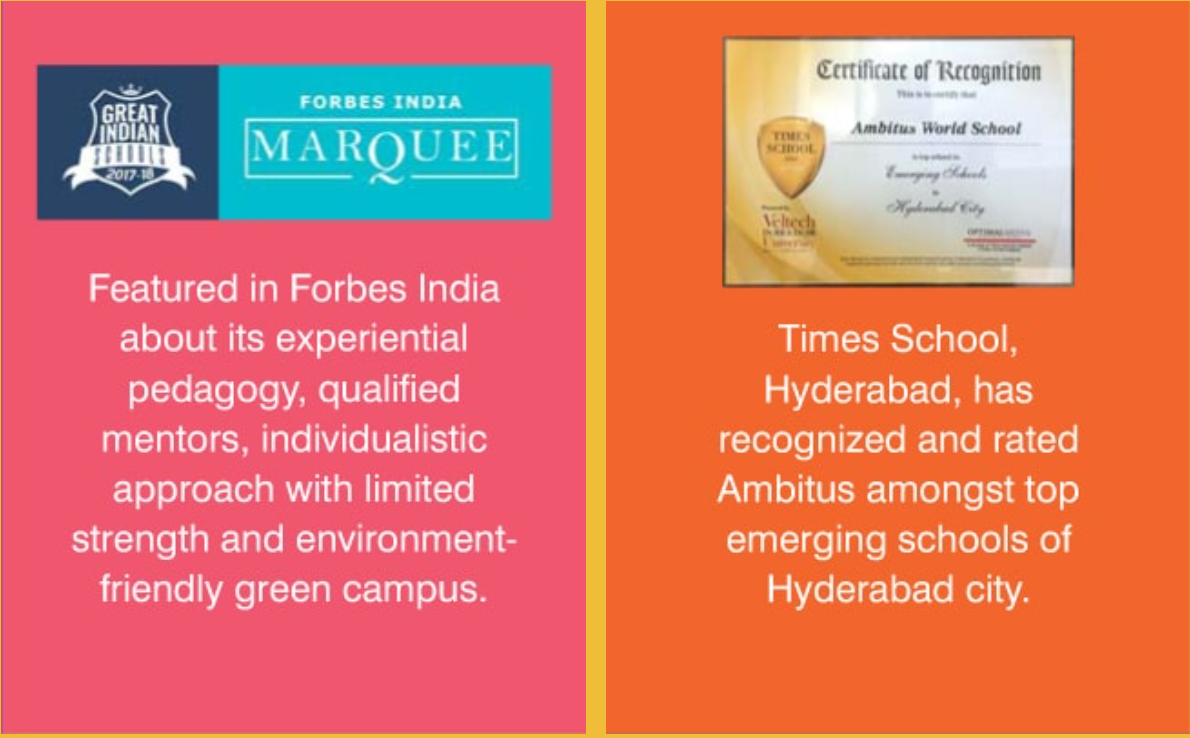 GREAT
INDIAN
SCHOOLS
2017-18
FORBES INDIA
MARQUEE
Featured in Forbes India
about its experiential
pedagogy, qualified
mentors, individualistic
approach with limited
strength and environment-
friendly green campus.
Certificate of Recognition
This is to certify that
Ambitus World School
is top school in
Emerging Schools
in
Hyderabad City
TIMES
SCHOOL
Powered by
Veltech
University
OPTIMAL
Times School,
Hyderabad, has
recognized and rated
Ambitus amongst top
emerging schools of
Hyderabad city.